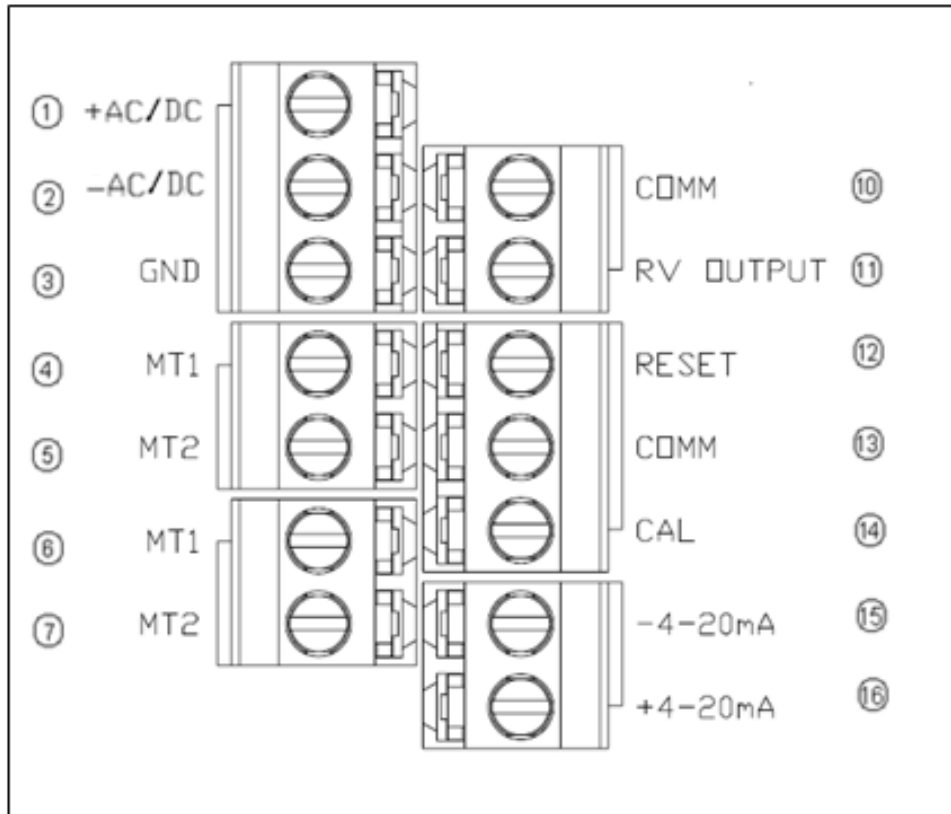 ① +AC/DC
② -AC/DC
③ GND
④ MT1
⑤ MT2
⑥ MT1
⑦ MT2
COMM ⑩
RV OUTPUT ⑪
RESET ⑫
COMM ⑬
CAL ⑭
-4-20mA ⑮
+4-20mA ⑯